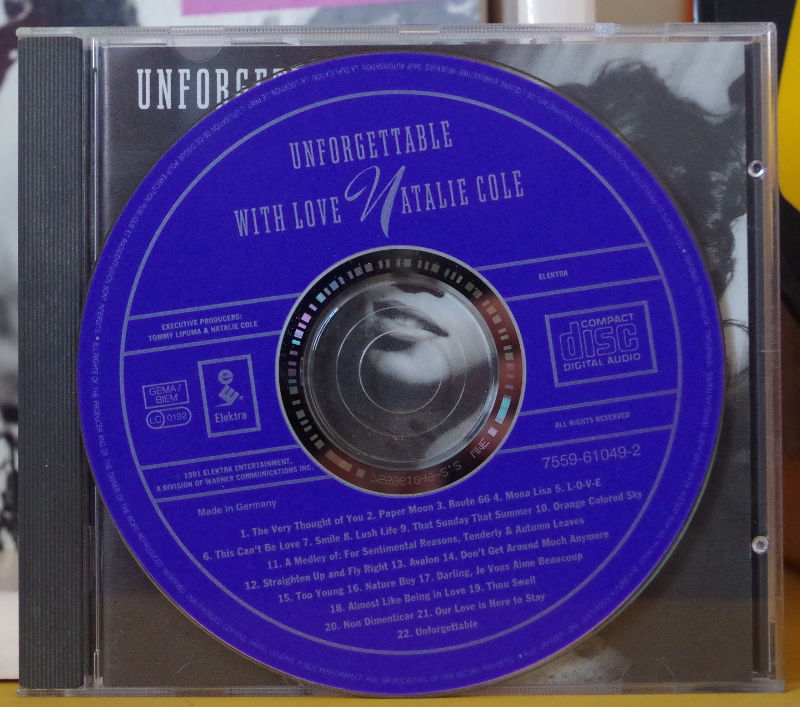 UNFORGETT
UNFORGETTABLE
WITH LOVE NATALIE COLE
EXECUTIVE PRODUCERS:
TOMMY LIPUMA & NATALIE COLE
ELEKTRA
COMPACT
disc
DIGITAL AUDIO
GEMA/
BIEM
LC 0192
Elektra
ALL RIGHTS RESERVED
1991 ELEKTRA ENTERTAINMENT,
A DIVISION OF WARNER COMMUNICATIONS INC.
7559-61049-2
Made in Germany
1. The Very Thought of You 2. Paper Moon 3. Route 66 4. Mona Lisa 5. L-O-V-E
6. This Can't Be Love 7. Smile 8. Lush Life 9. That Sunday That Summer 10. Orange Colored Sky
11. A Medley of: For Sentimental Reasons, Tenderly & Autumn Leaves
12. Straighten Up and Fly Right 13. Avalon 14. Don't Get Around Much Anymore
15. Too Young 16. Nature Boy 17. Darling, Je Vous Aime Beaucoup
18. Almost Like Being in Love 19. Thou Swell
20. Non Dimenticar 21. Our Love is Here to Stay
22. Unforgettable